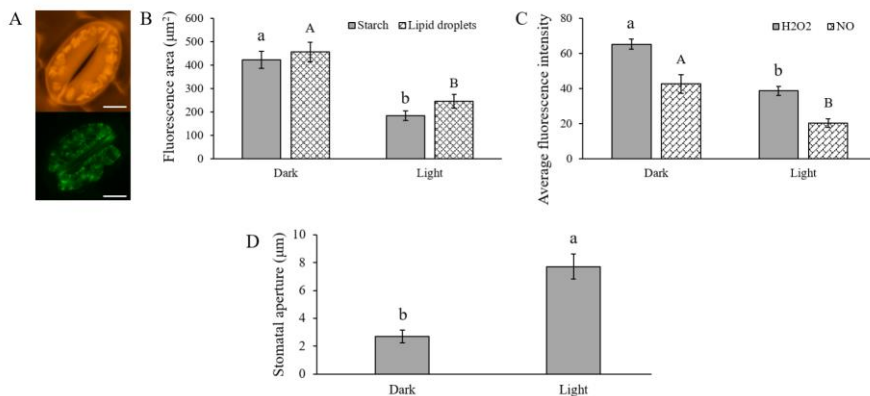 A
B
Fluorescence area (μm²)
600
500
400
300
200
100
0
Starch
Lipid droplets
a
A
b
B
Dark
Light
C
Average fluorescence intensity
80
60
40
20
0
H2O2
NO
a
A
b
B
Dark
Light
D
Stomatal aperture (μm)
10
8
6
4
2
0
b
a
Dark
Light